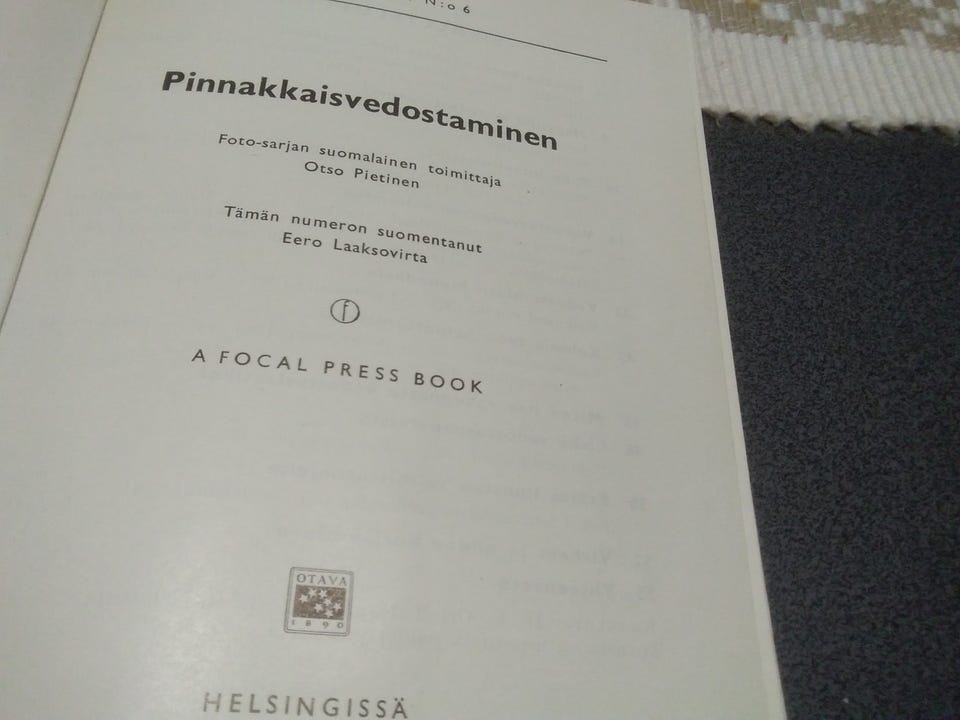 N:o 6
Pinnakkaisvedostaminen
Foto-sarjan suomalainen toimittaja
Otso Pietinen
Tämän numeron suomentanut
Eero Laaksovirta
f
A FOCAL PRESS BOOK
OTAVA
1890
HELSINGISSÄ